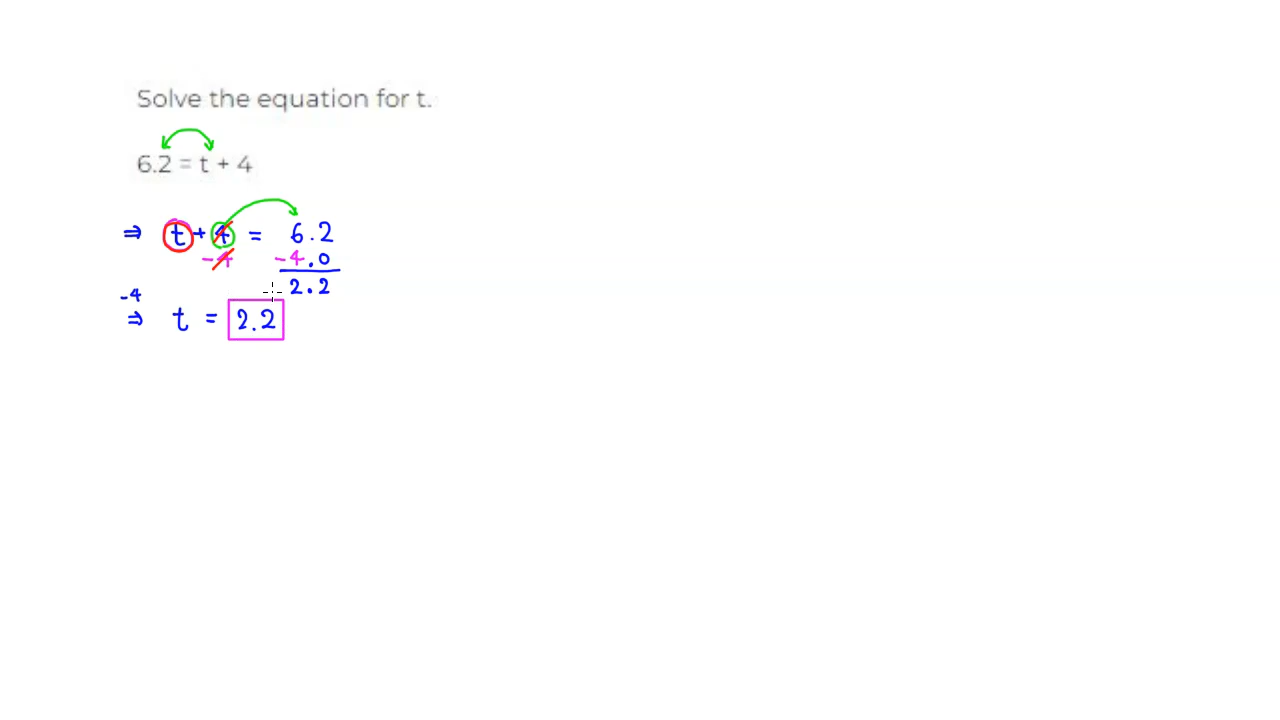 Solve the equation for t.
6.2 = t + 4
⇒ t + 4 = 6.2
-4 -4.0
2.2
-4
⇒ t = 2.2